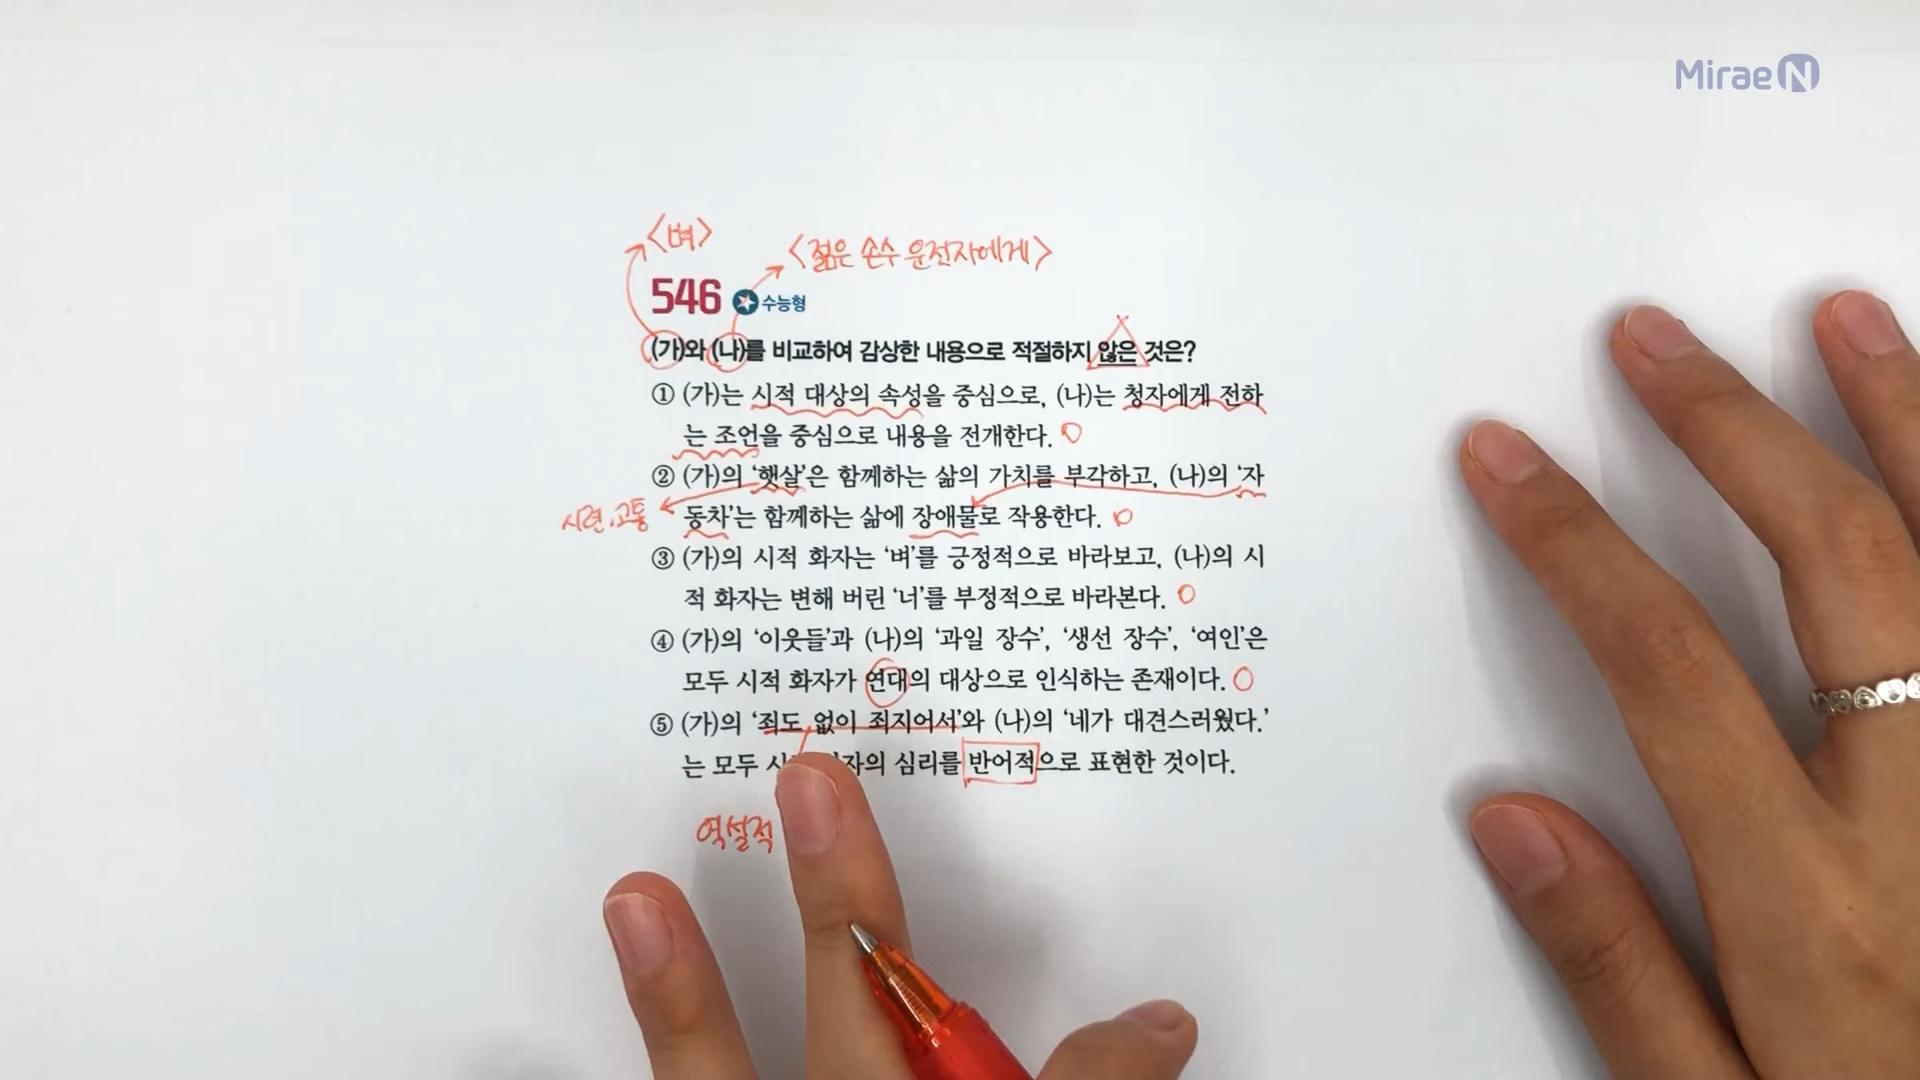 Mirae N
<벼>
<젊은 손수 운전자에게>
546 수능형
(가)와 (나)를 비교하여 감상한 내용으로 적절하지 않은 것은?
① (가)는 시적 대상의 속성을 중심으로, (나)는 청자에게 전하
는 조언을 중심으로 내용을 전개한다.
② (가)의 ‘햇살’은 함께하는 삶의 가치를 부각하고, (나)의 ‘자
시련, 고통
동차’는 함께하는 삶에 장애물로 작용한다.
③ (가)의 시적 화자는 ‘벼’를 긍정적으로 바라보고, (나)의 시
적 화자는 변해 버린 ‘너’를 부정적으로 바라본다.
④ (가)의 ‘이웃들’과 (나)의 ‘과일 장수’, ‘생선 장수’, ‘여인’은
모두 시적 화자가 연대의 대상으로 인식하는 존재이다.
⑤ (가)의 ‘죄도 없이 죄지어서’와 (나)의 ‘네가 대견스러웠다.’
는 모두 심리를 반어적으로 표현한 것이다.
역설적